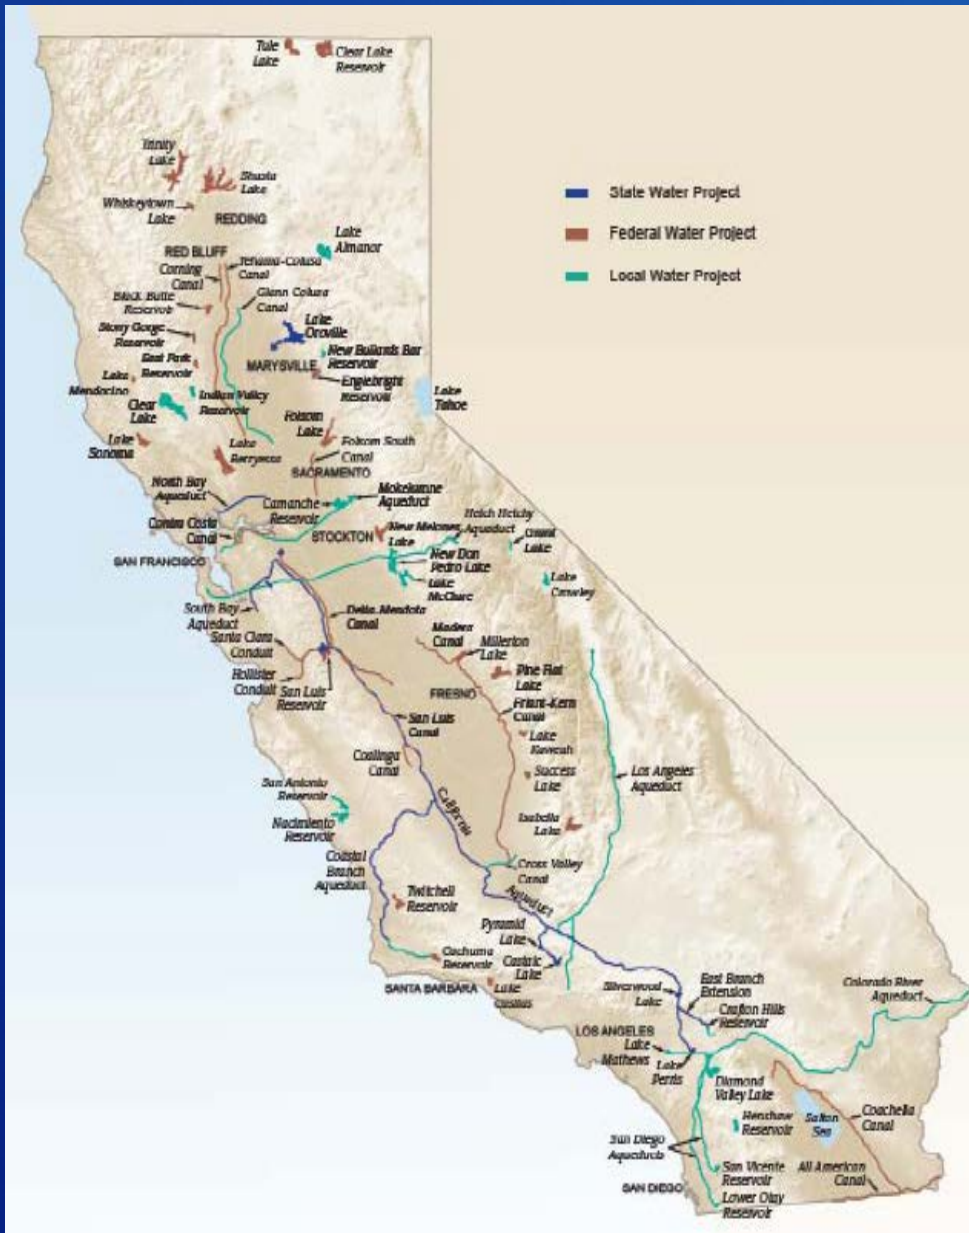 Tule
Lake
Clear Lake
Reservoir
Trinity
Lake
Shasta
Lake
Whiskeytown
Lake
REDDING
State Water Project
Federal Water Project
Local Water Project
Lake
Almanor
RED BLUFF
Tehama-Colusa
Canal
Corning
Canal
Glenn Colusa
Canal
Black Butte
Reservoir
Lake
Oroville
Stony Gorge
Reservoir
New Bullards Bar
Reservoir
East Park
Reservoir
MARYSVILLE
Englebright
Reservoir
Lake
Mendocino
Indian Valley
Reservoir
Clear
Lake
Lake
Tahoe
Folsom
Lake
Lake
Sonoma
Lake
Berryessa
Folsom South
Canal
SACRAMENTO
North Bay
Aqueduct
Mokelumne
Aqueduct
Camanche
Reservoir
Contra Costa
Canal
Hetch Hetchy
Aqueduct
STOCKTON
New Melones
Lake
Grant
Lake
SAN FRANCISCO
New Don
Pedro Lake
Lake
McClure
Lake
Crowley
South Bay
Aqueduct
Delta-Mendota
Canal
Santa Clara
Conduit
Madera
Canal
Millerton
Lake
Hollister
Conduit
San Luis
Reservoir
Pine Flat
Lake
FRESNO
Friant-Kern
Canal
San Luis
Canal
Lake
Kaweah
Coalinga
Canal
Success
Lake
Los Angeles
Aqueduct
San Antonio
Reservoir
California
Nacimiento
Reservoir
Isabella
Lake
Coastal
Branch
Aqueduct
Cross Valley
Canal
Twitchell
Reservoir
Aqueduct
Pyramid
Lake
Cachuma
Reservoir
Castaic
Lake
SANTA BARBARA
Lake
Casitas
Silverwood
Lake
East Branch
Extension
Colorado River
Aqueduct
Crafton Hills
Reservoir
LOS ANGELES
Lake
Mathews
Lake
Perris
Diamond
Valley Lake
Henshaw
Reservoir
Salton
Sea
Coachella
Canal
San Diego
Aqueducts
San Vicente
Reservoir
All American
Canal
SAN DIEGO
Lower Otay
Reservoir